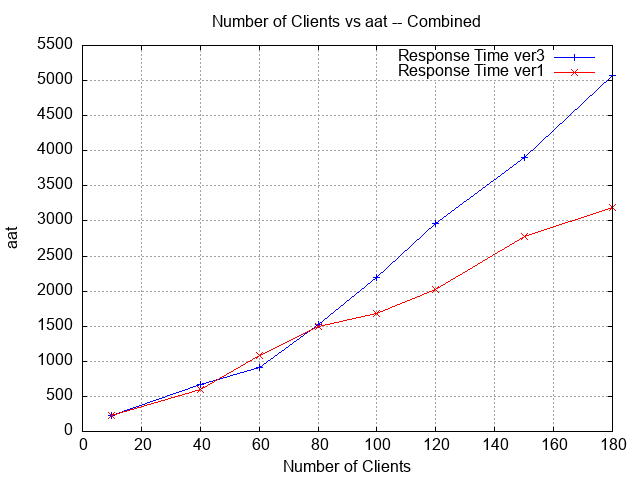 Number of Clients vs aat -- Combined
Response Time ver3
Response Time ver1
5500
5000
4500
4000
3500
3000
2500
2000
1500
1000
500
0
aat
0 20 40 60 80 100 120 140 160 180
Number of Clients